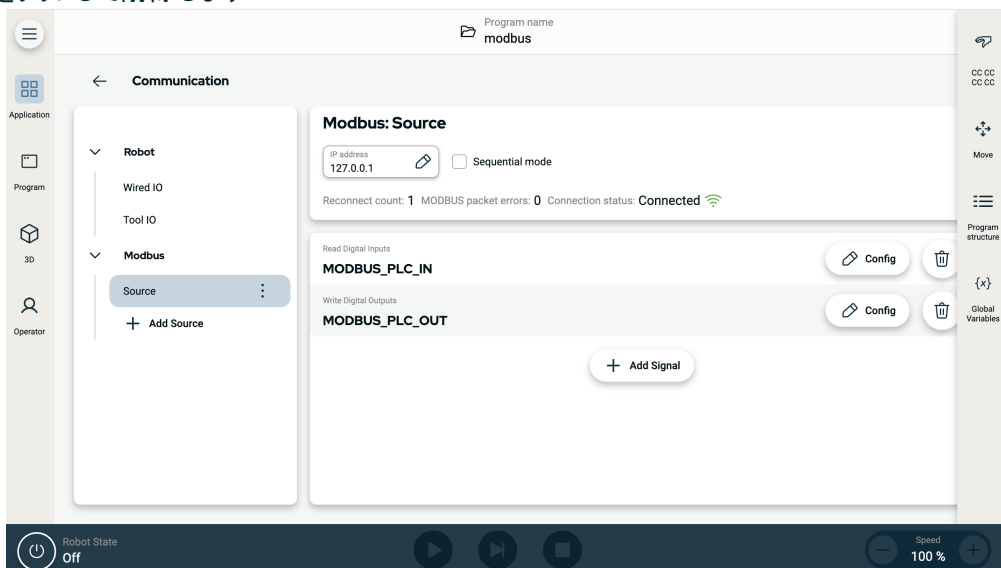 Program name
modbus
Communication
Application
Program
3D
Operator
Robot
Wired IO
Tool IO
Modbus
Source
Add Source
Modbus: Source
IP address
127.0.0.1
Sequential mode
Reconnect count: 1 MODBUS packet errors: 0 Connection status: Connected
Read Digital Inputs
MODBUS_PLC_IN
Config
Write Digital Outputs
MODBUS_PLC_OUT
Config
Add Signal
CC CC
CC CC
Move
Program
structure
{x}
Global
Variables
Robot State
Off
Speed
100 %